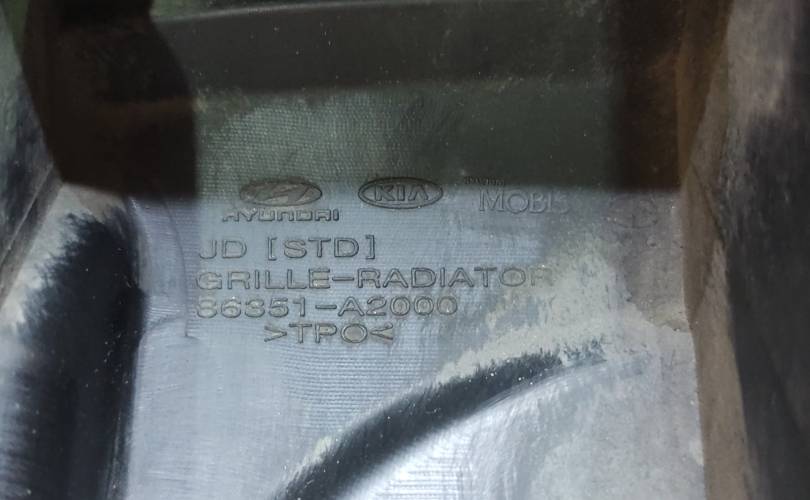 HYUNDAI KIA MOBIS
JD [STD]
GRILLE-RADIATOR
86351-A2000
>TPO<